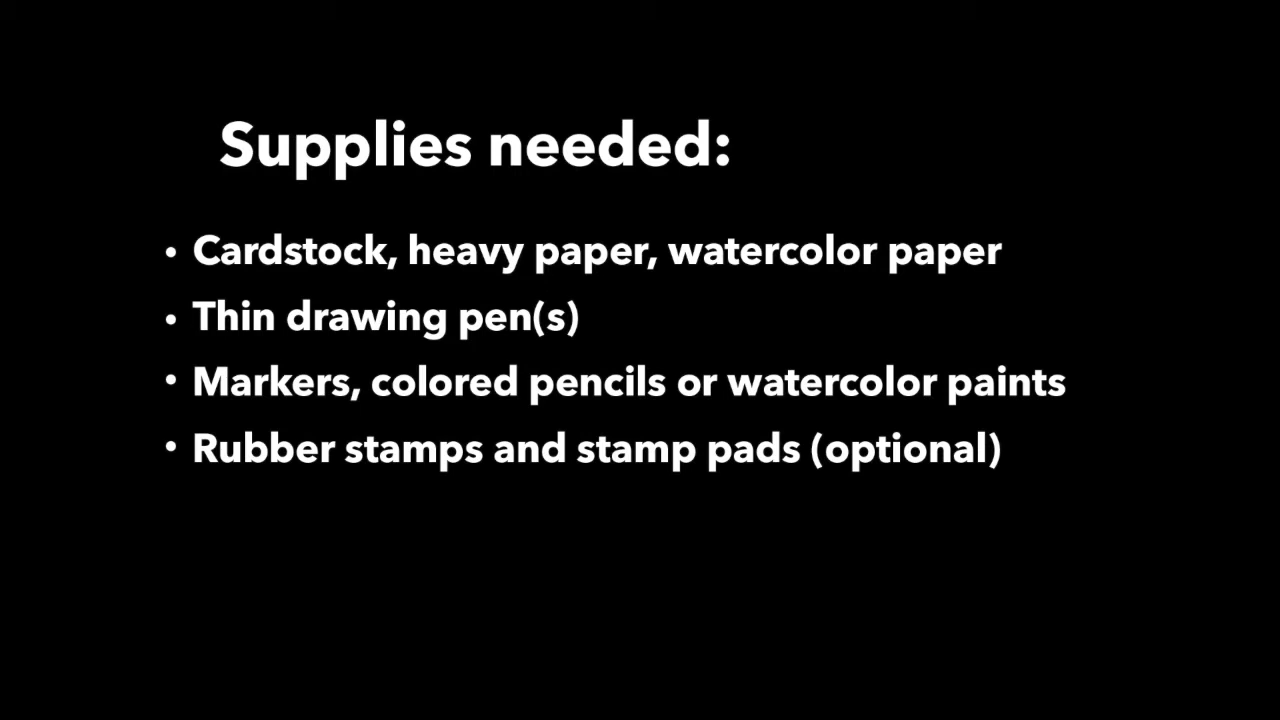 Supplies needed:
• Cardstock, heavy paper, watercolor paper
• Thin drawing pen(s)
• Markers, colored pencils or watercolor paints
• Rubber stamps and stamp pads (optional)